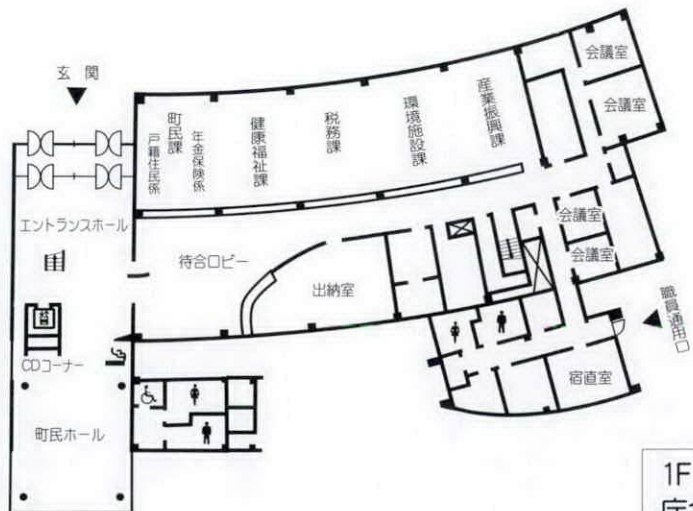 玄関
町民課
戸籍住民係
年金保険係
健康福祉課
税務課
環境施設課
産業振興課
会議室
会議室
エントランスホール
待合ロビー
出納室
会議室
会議室
職員通用口
CDコーナー
宿直室
町民ホール
1F